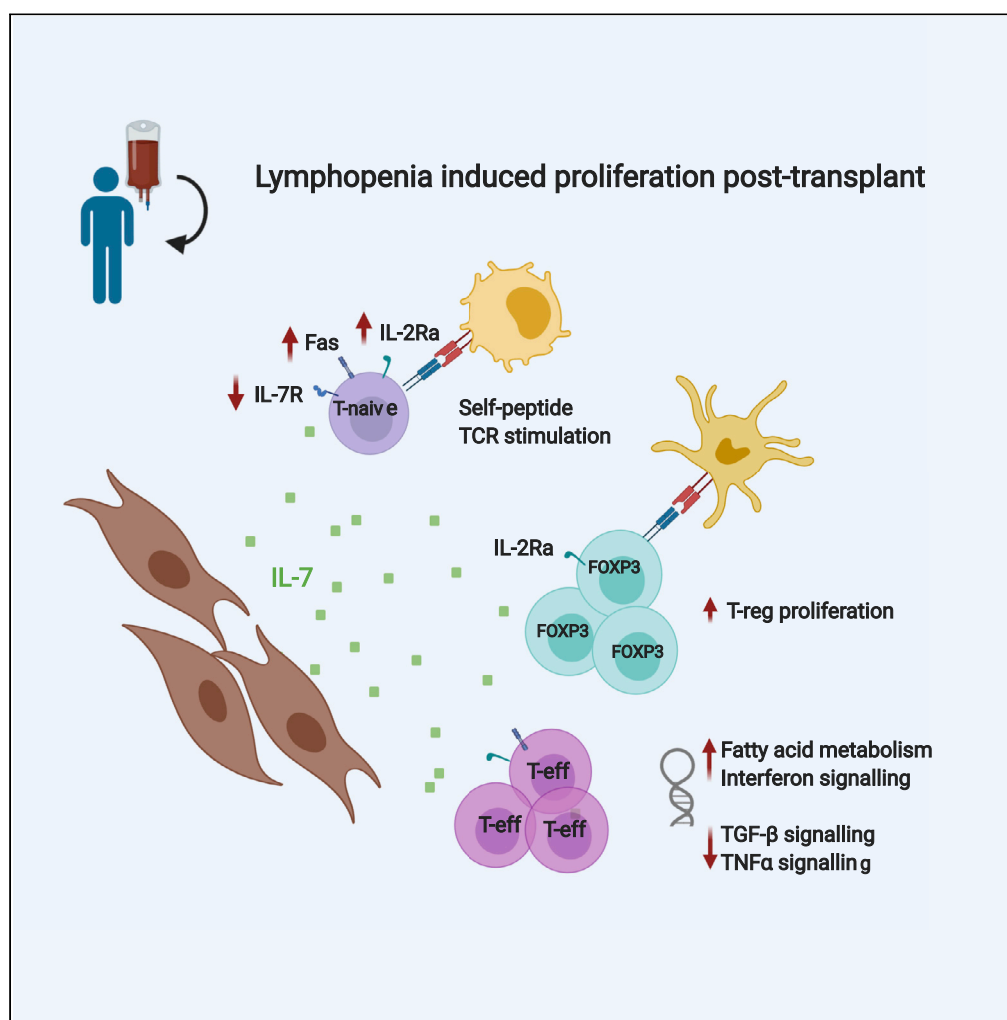 Lymphopenia induced proliferation post-transplant
IL-2Ra
Fas
IL-7R
T-naive
Self-peptide
TCR stimulation
IL-2Ra
FOXP3
IL-7
T-reg proliferation
FOXP3
FOXP3
Fatty acid metabolism
T-eff
Interferon signalling
T-eff
T-eff
TGF-β signalling
TNFα signalling